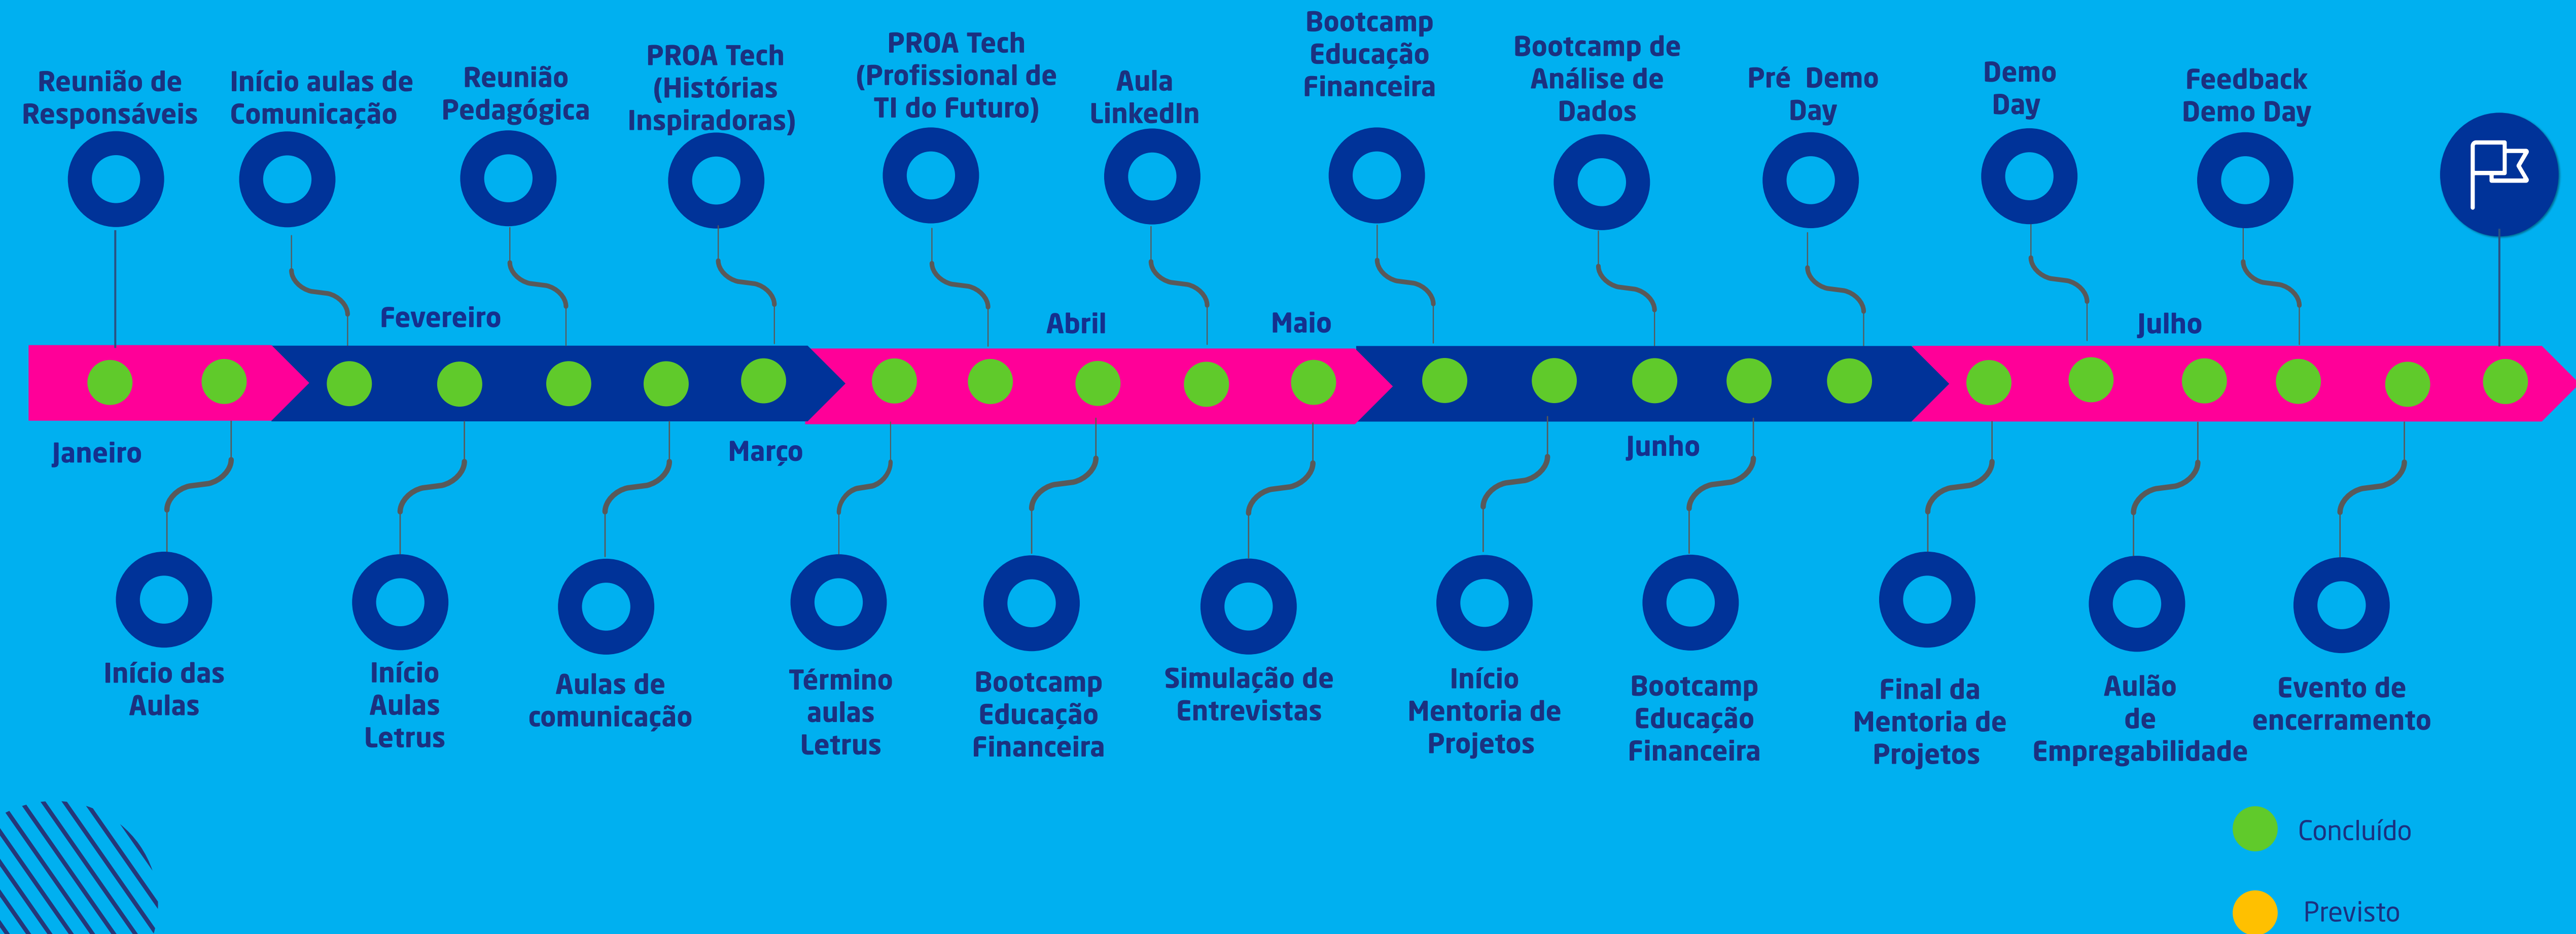 Reunião de
Responsáveis
Início aulas de
Comunicação
Reunião
Pedagógica
PROA Tech
(Histórias
Inspiradoras)
PROA Tech
(Profissional de
TI do Futuro)
Aula
LinkedIn
Bootcamp
Educação
Financeira
Bootcamp de
Análise de
Dados
Pré Demo
Day
Demo
Day
Feedback
Demo Day
Fevereiro
Abril
Maio
Julho
Janeiro
Março
Junho
Início das
Aulas
Início
Aulas
Letrus
Aulas de
comunicação
Término
aulas
Letrus
Bootcamp
Educação
Financeira
Simulação de
Entrevistas
Início
Mentoria de
Projetos
Bootcamp
Educação
Financeira
Final da
Mentoria de
Projetos
Aulão
de
Empregabilidade
Evento de
encerramento
Concluído
Previsto